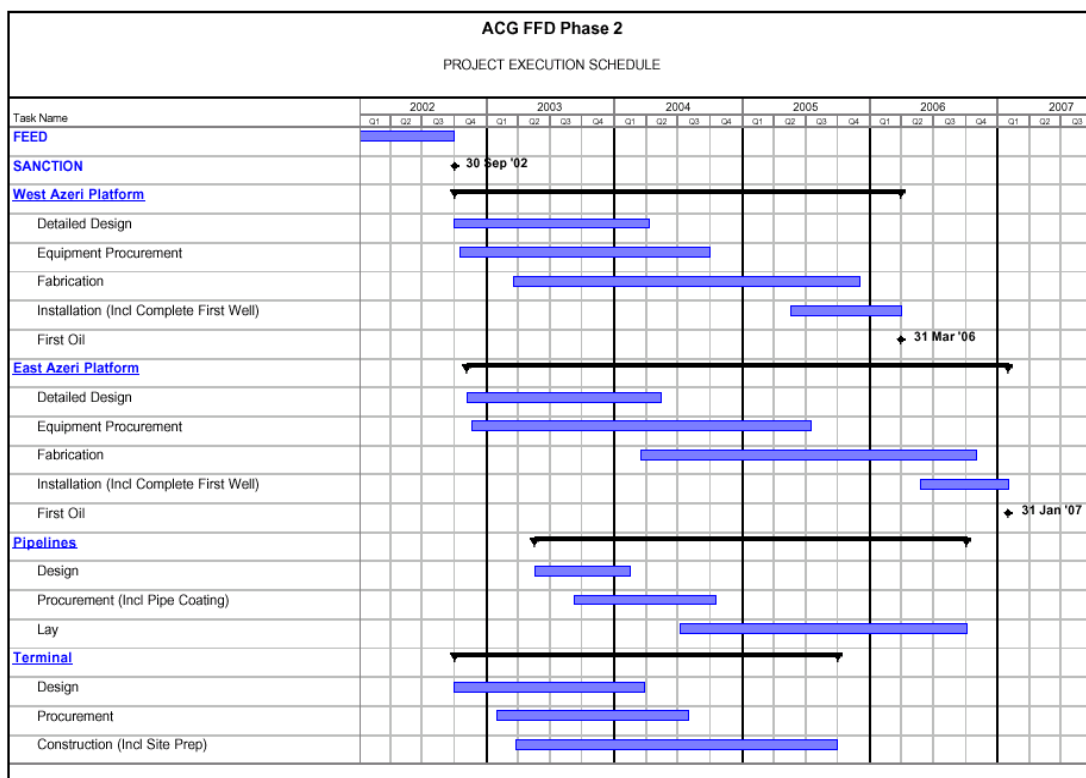 ACG FFD Phase 2
PROJECT EXECUTION SCHEDULE
2002 2003 2004 2005 2006 2007
Task Name Q1 Q2 Q3 Q4 Q1 Q2 Q3 Q4 Q1 Q2 Q3 Q4 Q1 Q2 Q3 Q4 Q1 Q2 Q3 Q4 Q1 Q2 Q3
FEED
SANCTION 30 Sep '02
West Azeri Platform
Detailed Design
Equipment Procurement
Fabrication
Installation (Incl Complete First Well)
First Oil 31 Mar '06
East Azeri Platform
Detailed Design
Equipment Procurement
Fabrication
Installation (Incl Complete First Well)
First Oil 31 Jan '07
Pipelines
Design
Procurement (Incl Pipe Coating)
Lay
Terminal
Design
Procurement
Construction (Incl Site Prep)